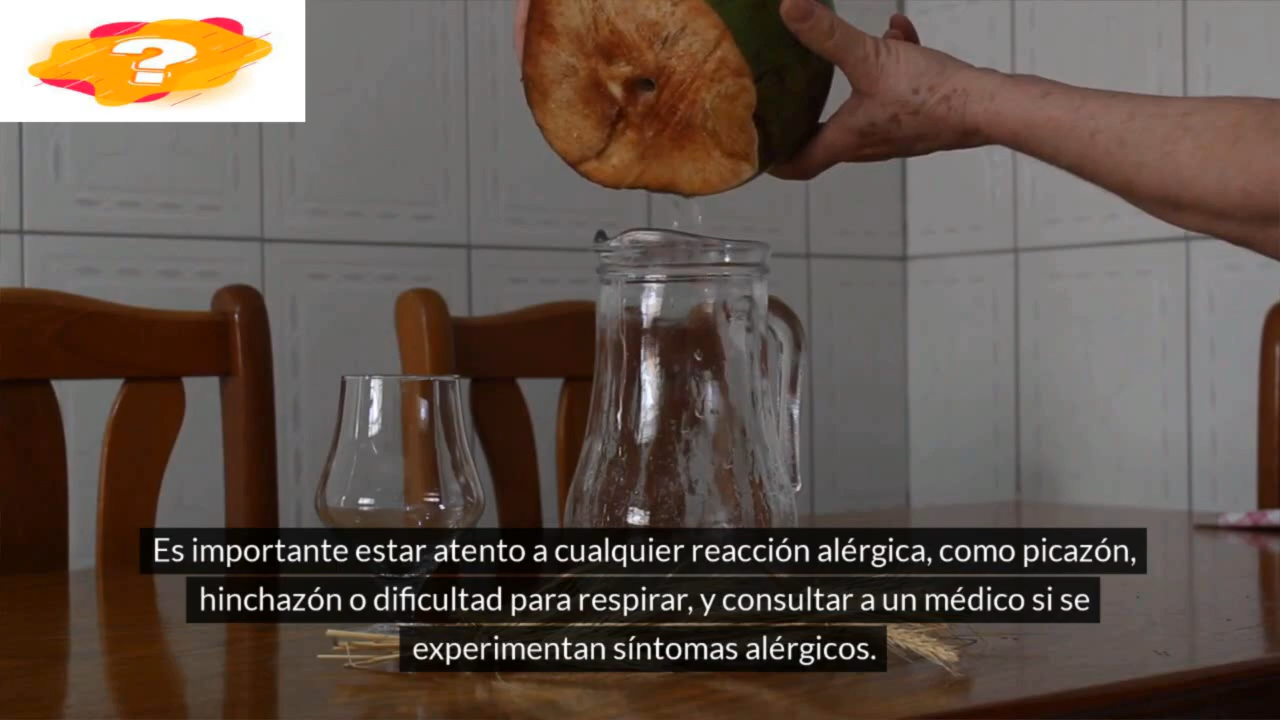 ?
Es importante estar atento a cualquier reacción alérgica, como picazón,
hinchazón o dificultad para respirar, y consultar a un médico si se
experimentan síntomas alérgicos.